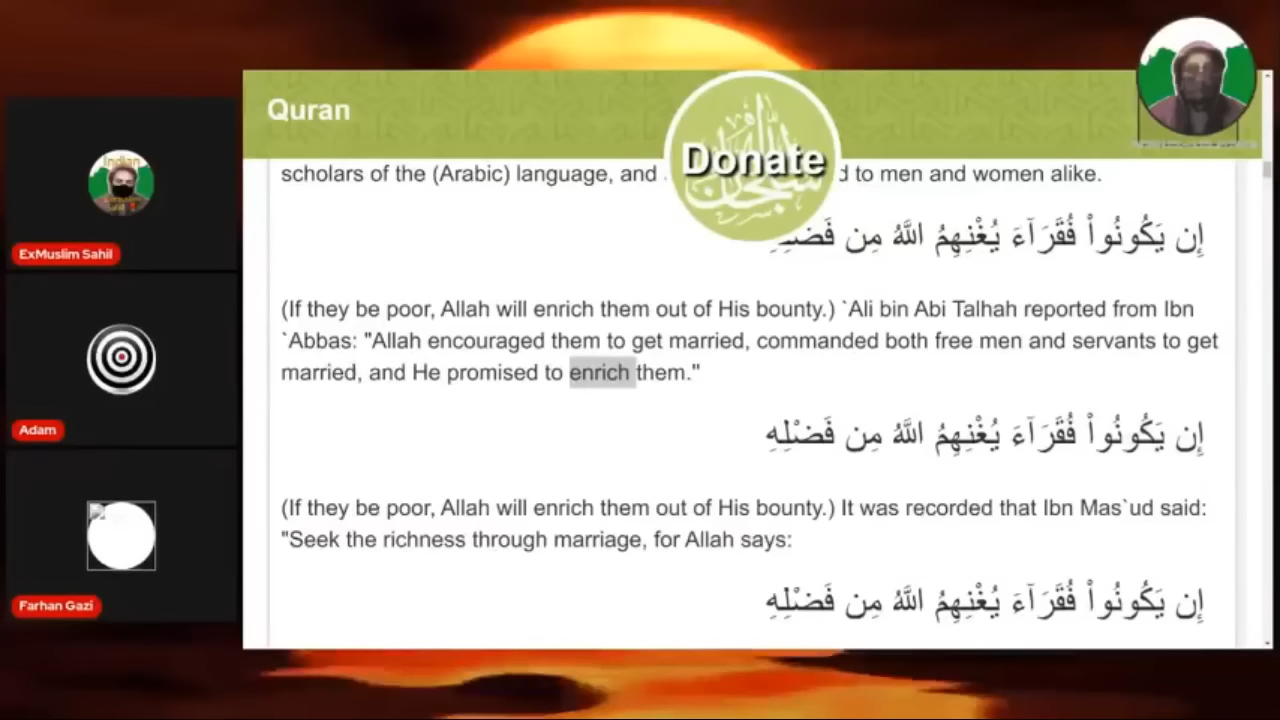 Quran
Donate
scholars of the (Arabic) language, and
d to men and women alike.
إِن يَكُونُواْ فُقَرَآءَ يُغْنِهِمُ اللَّهُ مِن
(If they be poor, Allah will enrich them out of His bounty.) `Ali bin Abi Talhah reported from Ibn
`Abbas: "Allah encouraged them to get married, commanded both free men and servants to get
married, and He promised to enrich them."
إِن يَكُونُواْ فُقَرَآءَ يُغْنِهِمُ اللَّهُ مِن فَضْلِهِ
(If they be poor, Allah will enrich them out of His bounty.) It was recorded that Ibn Mas`ud said:
"Seek the richness through marriage, for Allah says:
إِن يَكُونُواْ فُقَرَآءَ يُغْنِهِمُ اللَّهُ مِن فَضْلِهِ
Indian
ExMuslim Sahil
Adam
Farhan Gazi